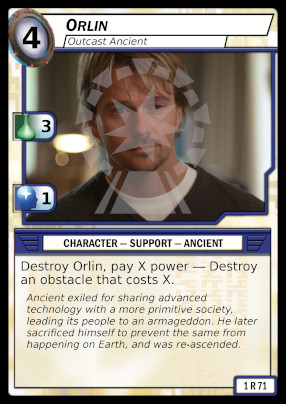 4
Orlin
Outcast Ancient
3
1
CHARACTER – SUPPORT – ANCIENT
Destroy Orlin, pay X power — Destroy
an obstacle that costs X.
Ancient exiled for sharing advanced
technology with a more primitive society,
leading its people to an armageddon. He later
sacrificed himself to prevent the same from
happening on Earth, and was re-ascended.
1 R 71